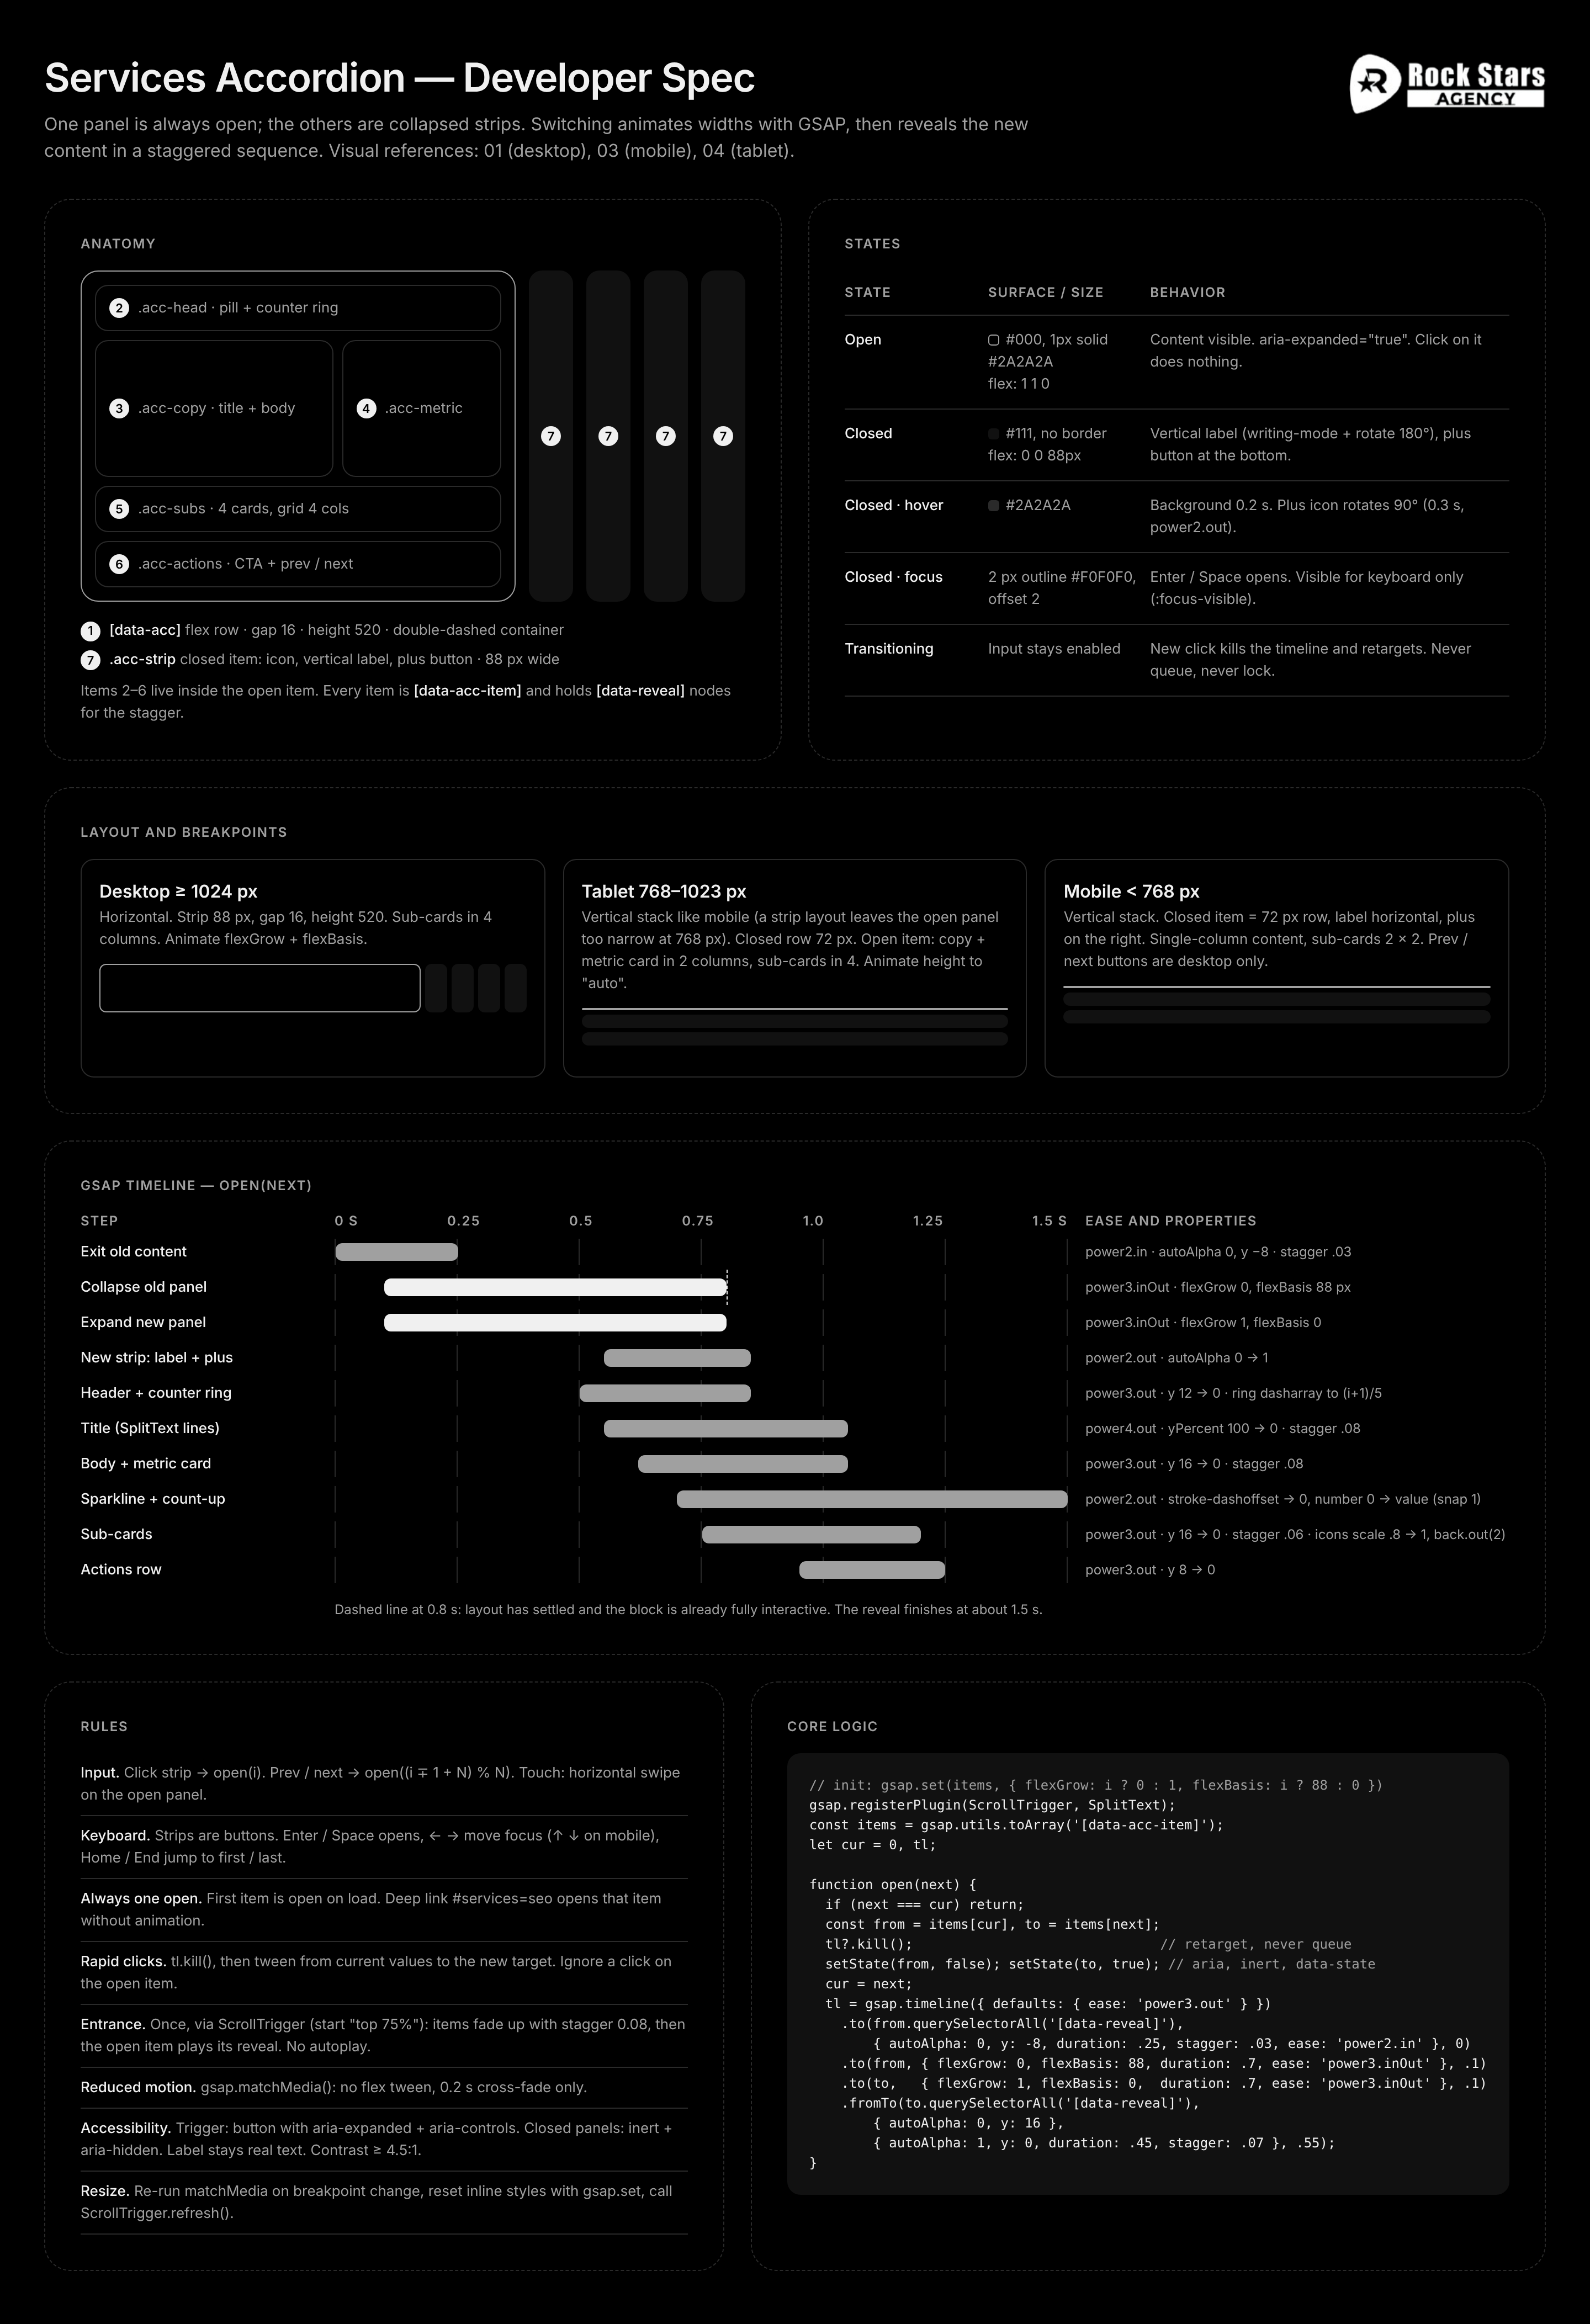 Services Accordion — Developer Spec
Rock Stars
AGENCY
One panel is always open; the others are collapsed strips. Switching animates widths with GSAP, then reveals the new
content in a staggered sequence. Visual references: 01 (desktop), 03 (mobile), 04 (tablet).
ANATOMY
2 .acc-head · pill + counter ring
3 .acc-copy · title + body
4 .acc-metric
7 7 7 7
5 .acc-subs · 4 cards, grid 4 cols
6 .acc-actions · CTA + prev / next
1 [data-acc] flex row · gap 16 · height 520 · double-dashed container
7 .acc-strip closed item: icon, vertical label, plus button · 88 px wide
Items 2–6 live inside the open item. Every item is [data-acc-item] and holds [data-reveal] nodes
for the stagger.
STATES
STATE SURFACE / SIZE BEHAVIOR
Open
#000, 1px solid
#2A2A2A
flex: 1 1 0
Content visible. aria-expanded="true". Click on it
does nothing.
Closed
#111, no border
flex: 0 0 88px
Vertical label (writing-mode + rotate 180°), plus
button at the bottom.
Closed · hover
#2A2A2A
Background 0.2 s. Plus icon rotates 90° (0.3 s,
power2.out).
Closed · focus
2 px outline #F0F0F0,
offset 2
Enter / Space opens. Visible for keyboard only
(:focus-visible).
Transitioning
Input stays enabled
New click kills the timeline and retargets. Never
queue, never lock.
LAYOUT AND BREAKPOINTS
Desktop ≥ 1024 px
Horizontal. Strip 88 px, gap 16, height 520. Sub-cards in 4
columns. Animate flexGrow + flexBasis.
Tablet 768–1023 px
Vertical stack like mobile (a strip layout leaves the open panel
too narrow at 768 px). Closed row 72 px. Open item: copy +
metric card in 2 columns, sub-cards in 4. Animate height to
"auto".
Mobile < 768 px
Vertical stack. Closed item = 72 px row, label horizontal, plus
on the right. Single-column content, sub-cards 2 × 2. Prev /
next buttons are desktop only.
GSAP TIMELINE — OPEN(NEXT)
STEP 0 S 0.25 0.5 0.75 1.0 1.25 1.5 S EASE AND PROPERTIES
Exit old content power2.in · autoAlpha 0, y −8 · stagger .03
Collapse old panel power3.inOut · flexGrow 0, flexBasis 88 px
Expand new panel power3.inOut · flexGrow 1, flexBasis 0
New strip: label + plus power2.out · autoAlpha 0 → 1
Header + counter ring power3.out · y 12 → 0 · ring dasharray to (i+1)/5
Title (SplitText lines) power4.out · yPercent 100 → 0 · stagger .08
Body + metric card power3.out · y 16 → 0 · stagger .08
Sparkline + count-up power2.out · stroke-dashoffset → 0, number 0 → value (snap 1)
Sub-cards power3.out · y 16 → 0 · stagger .06 · icons scale .8 → 1, back.out(2)
Actions row power3.out · y 8 → 0
Dashed line at 0.8 s: layout has settled and the block is already fully interactive. The reveal finishes at about 1.5 s.
RULES
Input. Click strip → open(i). Prev / next → open((i ∓ 1 + N) % N). Touch: horizontal swipe
on the open panel.
Keyboard. Strips are buttons. Enter / Space opens, ← → move focus (↑ ↓ on mobile),
Home / End jump to first / last.
Always one open. First item is open on load. Deep link #services=seo opens that item
without animation.
Rapid clicks. tl.kill(), then tween from current values to the new target. Ignore a click on
the open item.
Entrance. Once, via ScrollTrigger (start "top 75%"): items fade up with stagger 0.08, then
the open item plays its reveal. No autoplay.
Reduced motion. gsap.matchMedia(): no flex tween, 0.2 s cross-fade only.
Accessibility. Trigger: button with aria-expanded + aria-controls. Closed panels: inert +
aria-hidden. Label stays real text. Contrast ≥ 4.5:1.
Resize. Re-run matchMedia on breakpoint change, reset inline styles with gsap.set, call
ScrollTrigger.refresh().
CORE LOGIC
// init: gsap.set(items, { flexGrow: i ? 0 : 1, flexBasis: i ? 88 : 0 })
gsap.registerPlugin(ScrollTrigger, SplitText);
const items = gsap.utils.toArray('[data-acc-item]');
let cur = 0, tl;
function open(next) {
if (next === cur) return;
const from = items[cur], to = items[next];
tl?.kill(); // retarget, never queue
setState(from, false); setState(to, true); // aria, inert, data-state
cur = next;
tl = gsap.timeline({ defaults: { ease: 'power3.out' } })
.to(from.querySelectorAll('[data-reveal]'),
{ autoAlpha: 0, y: -8, duration: .25, stagger: .03, ease: 'power2.in' }, 0)
.to(from, { flexGrow: 0, flexBasis: 88, duration: .7, ease: 'power3.inOut' }, .1)
.to(to, { flexGrow: 1, flexBasis: 0, duration: .7, ease: 'power3.inOut' }, .1)
.fromTo(to.querySelectorAll('[data-reveal]'),
{ autoAlpha: 0, y: 16 },
{ autoAlpha: 1, y: 0, duration: .45, stagger: .07 }, .55);
}